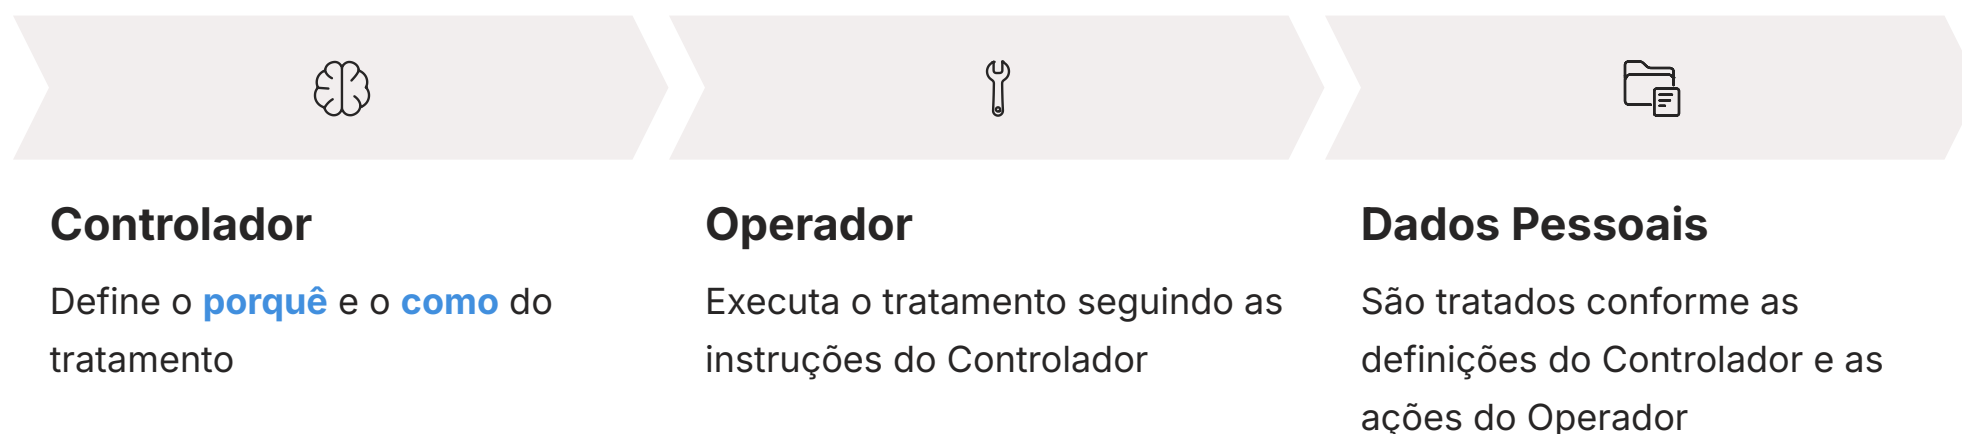 Controlador
Define o porquê e o como do
tratamento
Operador
Executa o tratamento seguindo as
instruções do Controlador
Dados Pessoais
São tratados conforme as
definições do Controlador e as
ações do Operador